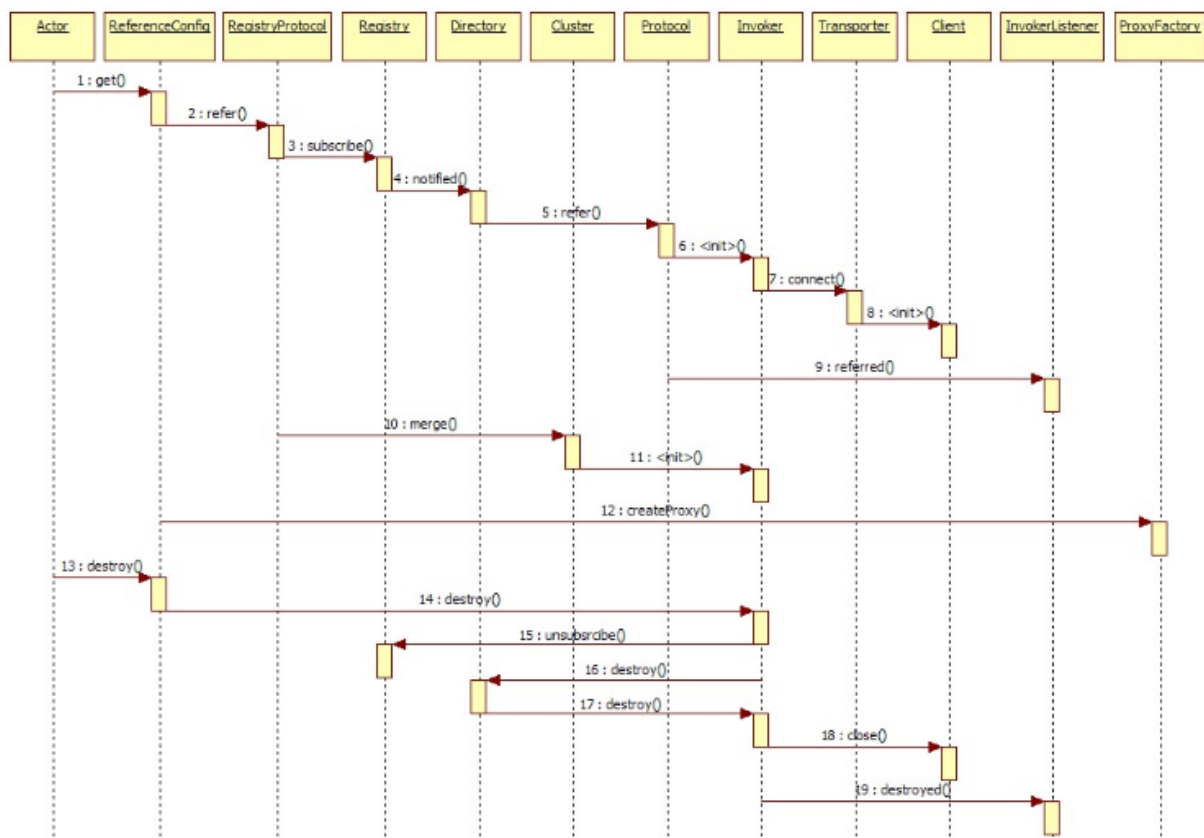 Actor ReferenceConfig RegistryProtocol Registry Directory Cluster Protocol Invoker Transporter Client InvokerListener ProxyFactory
1 : get()
2 : refer()
3 : subscribe()
4 : notified()
5 : refer()
6 : <init>()
7 : connect()
8 : <init>()
9 : referred()
10 : merge()
11 : <init>()
12 : createProxy()
13 : destroy()
14 : destroy()
15 : unsubsrcibe()
16 : destroy()
17 : destroy()
18 : close()
19 : destroyed()